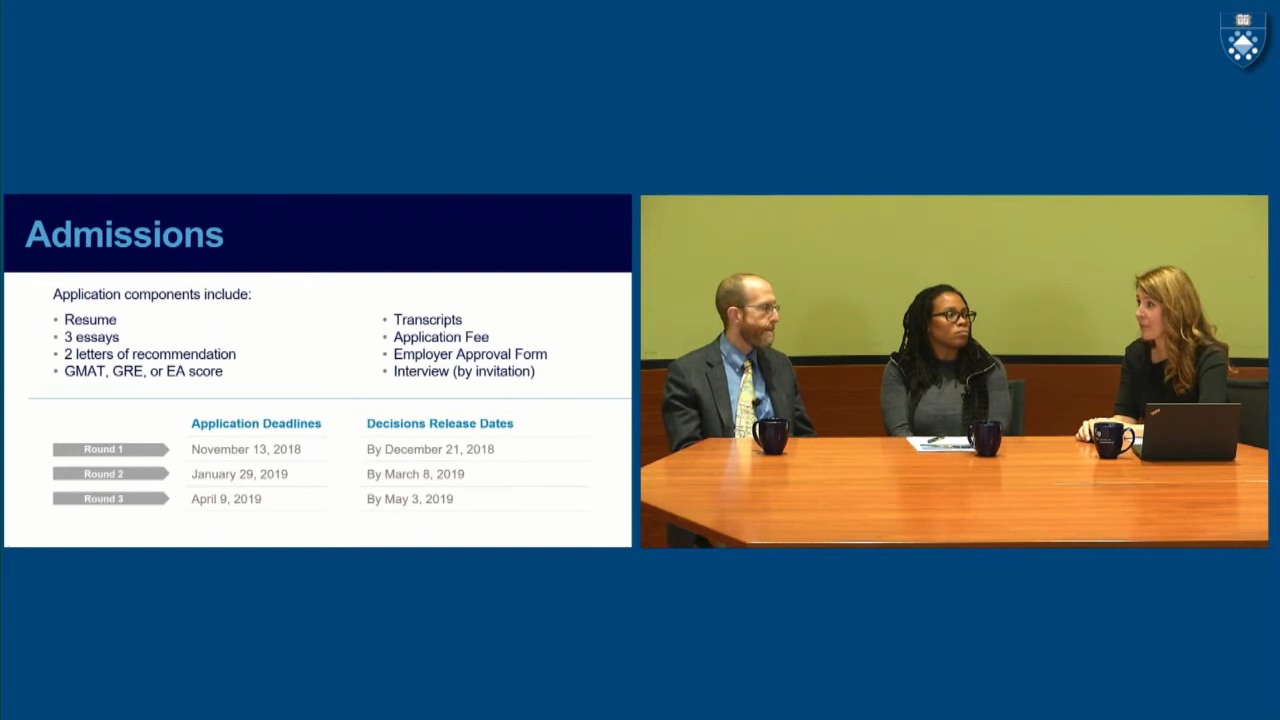 Admissions
Application components include:
• Resume
• 3 essays
• 2 letters of recommendation
• GMAT, GRE, or EA score
• Transcripts
• Application Fee
• Employer Approval Form
• Interview (by invitation)
Application Deadlines Decisions Release Dates
Round 1 November 13, 2018 By December 21, 2018
Round 2 January 29, 2019 By March 8, 2019
Round 3 April 9, 2019 By May 3, 2019